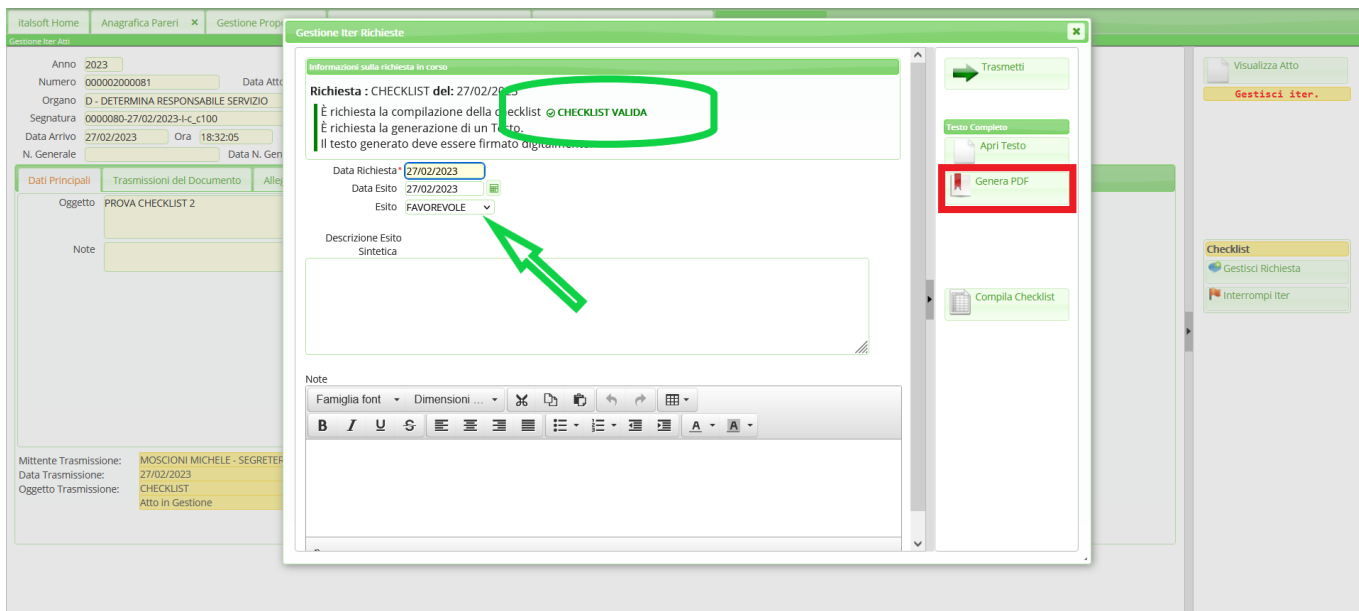 italsoft Home
Anagrafica Pareri
Gestione Prop
Gestione Iter Atti
Anno 2023
Numero 000002000081 Data Atto
Organo D - DETERMINA RESPONSABILE SERVIZIO
Segnatura 0000080-27/02/2023-I-c_c100
Data Arrivo 27/02/2023 Ora 18:32:05
N. Generale Data N. Gen
Dati Principali
Trasmissioni del Documento
Alleg
Oggetto PROVA CHECKLIST 2
Note
Mittente Trasmissione: MOSCIONI MICHELE - SEGRETER
Data Trasmissione: 27/02/2023
Oggetto Trasmissione: CHECKLIST
Atto in Gestione
Gestione Iter Richieste
Informazioni sulla richiesta in corso
Richiesta : CHECKLIST del: 27/02/2023
È richiesta la compilazione della checklist CHECKLIST VALIDA
È richiesta la generazione di un Testo.
Il testo generato deve essere firmato
Data Richiesta* 27/02/2023
Data Esito 27/02/2023
Esito FAVOREVOLE
Descrizione Esito
Sintetica
Note
Famiglia font
Dimensioni ...
B I U S
A A
Trasmetti
Testo Completo
Apri Testo
Genera PDF
Compila Checklist
Visualizza Atto
Gestisci iter.
Checklist
Gestisci Richiesta
Interrompi Iter